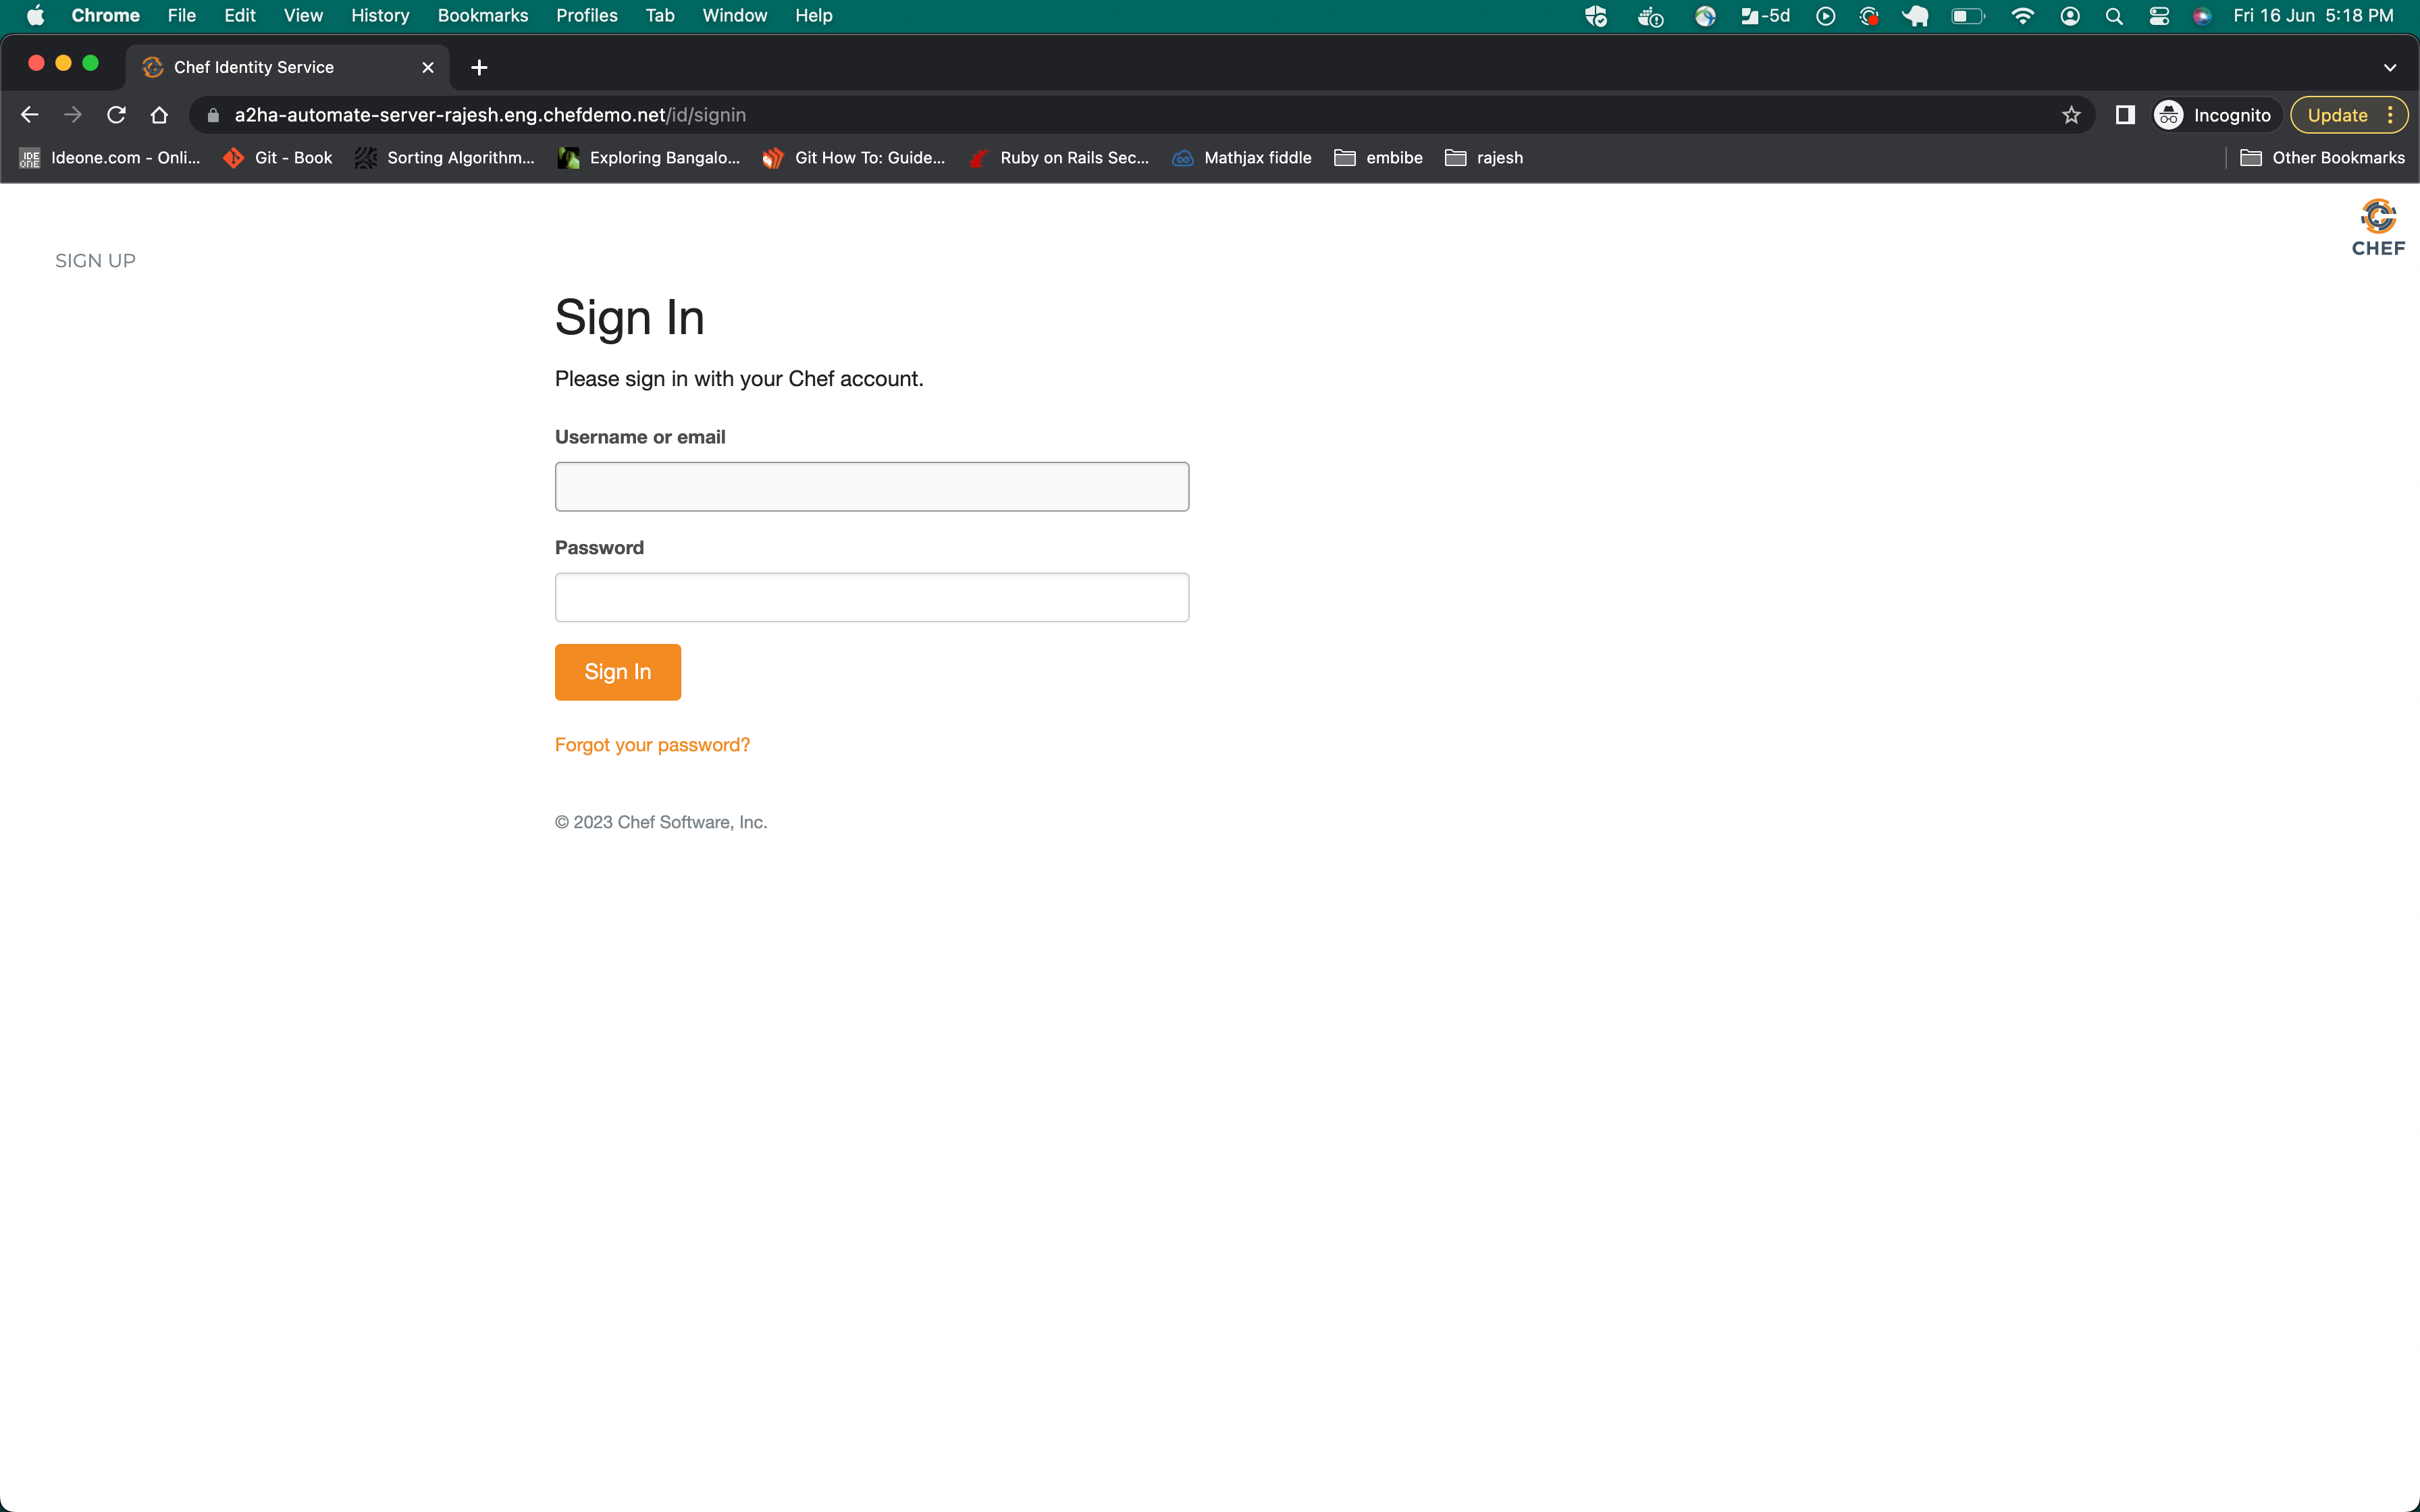 Chrome File Edit View History Bookmarks Profiles Tab Window Help -5d Fri 16 Jun 5:18 PM
Chef Identity Service
a2ha-automate-server-rajesh.eng.chefdemo.net/id/signin Incognito Update
IDE ONE Ideone.com - Onli... Git - Book Sorting Algorithm... Exploring Bangalo... Git How To: Guide... Ruby on Rails Sec... Mathjax fiddle embibe rajesh Other Bookmarks
CHEF
SIGN UP
Sign In
Please sign in with your Chef account.
Username or email
Password
Sign In
Forgot your password?
© 2023 Chef Software, Inc.